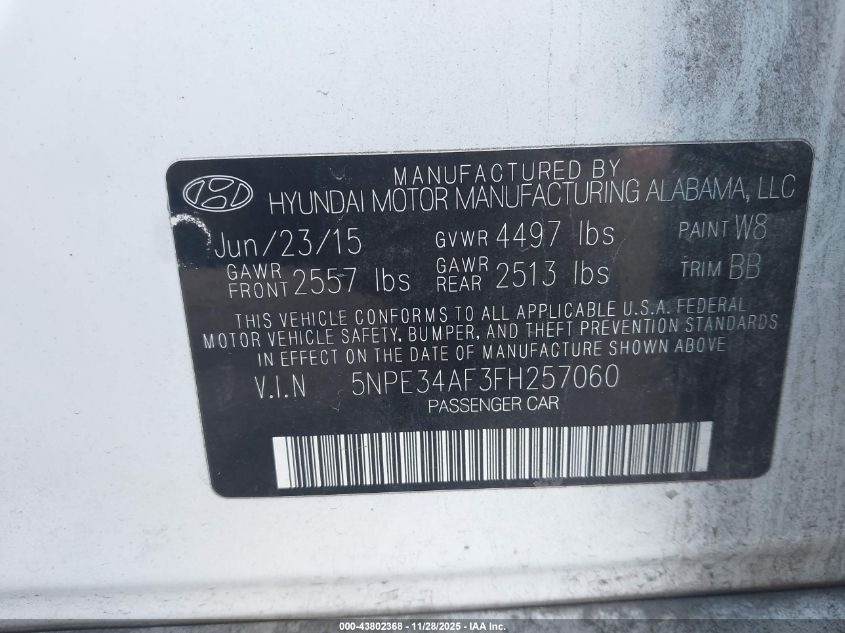 MANUFACTURED BY
HYUNDAI MOTOR MANUFACTURING ALABAMA, LLC
Jun/23/15 GVWR 4497 lbs PAINT W8
GAWR FRONT 2557 lbs GAWR REAR 2513 lbs TRIM BB
THIS VEHICLE CONFORMS TO ALL APPLICABLE U.S.A. FEDERAL
MOTOR VEHICLE SAFETY, BUMPER, AND THEFT PREVENTION STANDARDS
IN EFFECT ON THE DATE OF MANUFACTURE SHOWN ABOVE
V.I.N 5NPE34AF3FH257060
PASSENGER CAR
000-43802368 - 11/28/2025 - IAA Inc.